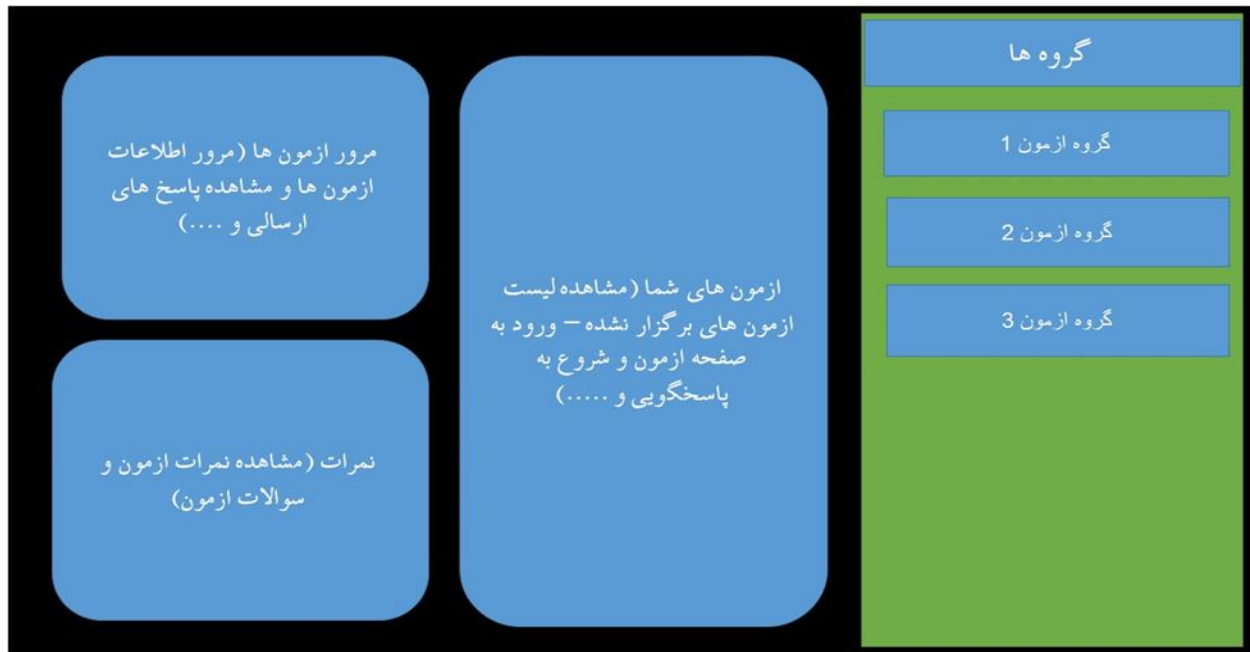 گروه ها
گروه ازمون 1
گروه ازمون 2
گروه ازمون 3
ازمون های شما (مشاهده لیست
ازمون های برگزار نشده – ورود به
صفحه ازمون و شروع به
پاسخگویی و .....)
مرور ازمون ها (مرور اطلاعات
ازمون ها و مشاهده پاسخ های
ارسالی و ....)
نمرات (مشاهده نمرات ازمون و
سوالات ازمون)